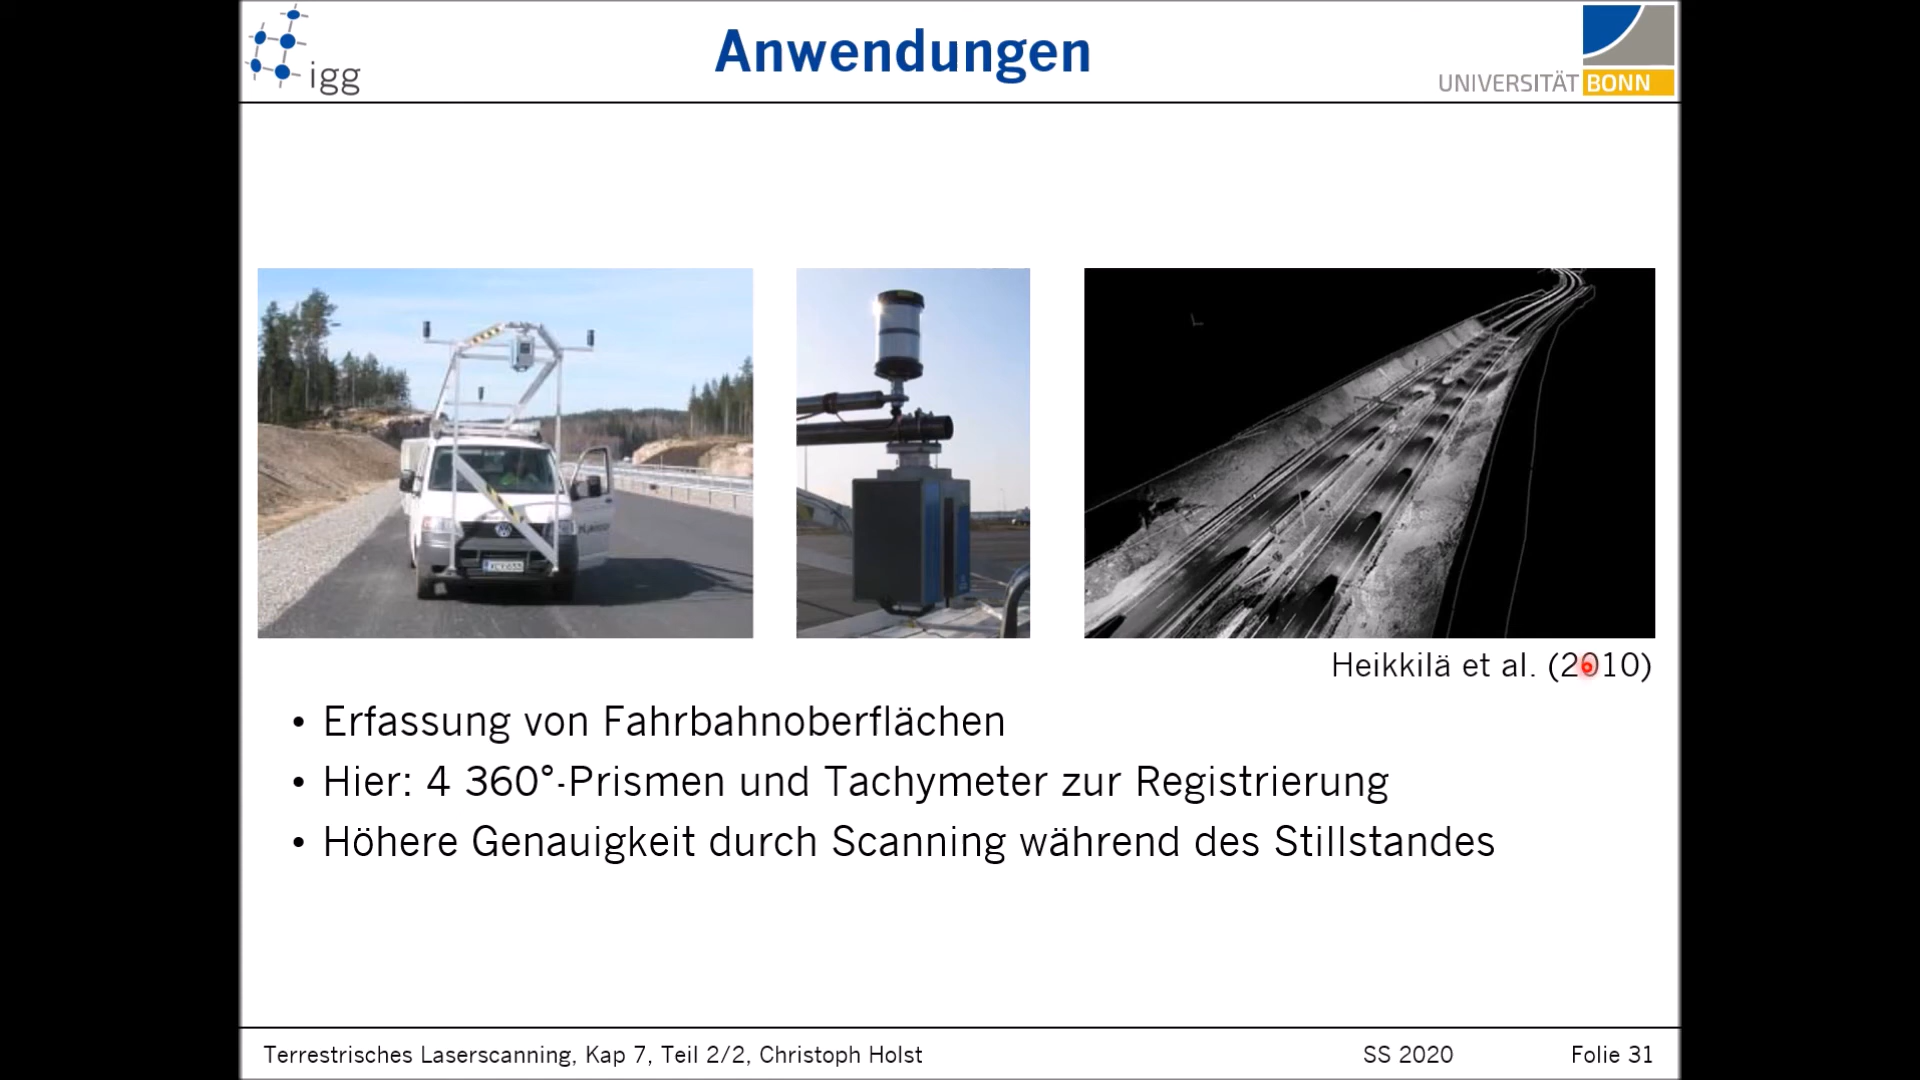 igg
Anwendungen
UNIVERSITÄT BONN
Heikkilä et al. (2010)
• Erfassung von Fahrbahnoberflächen
• Hier: 4 360°-Prismen und Tachymeter zur Registrierung
• Höhere Genauigkeit durch Scanning während des Stillstandes
Terrestrisches Laserscanning, Kap 7, Teil 2/2, Christoph Holst
SS 2020
Folie 31